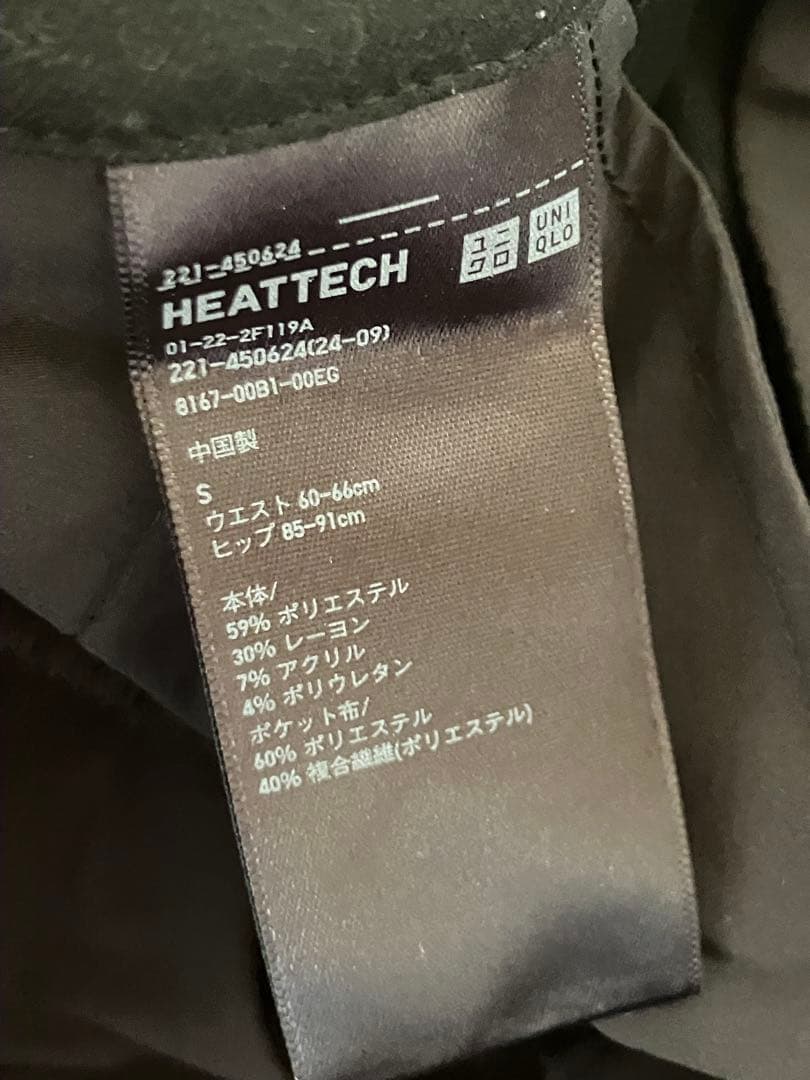 221-450624
HEATTECH
ユニクロ
UNIQLO
01-22-2F119A
221-450624(24-09)
8167-00B1-00EG
中国製
S
ウエスト 60-66cm
ヒップ 85-91cm
本体/
59% ポリエステル
30% レーヨン
7% アクリル
4% ポリウレタン
ポケット布/
60% ポリエステル
40% 複合繊維(ポリエステル)